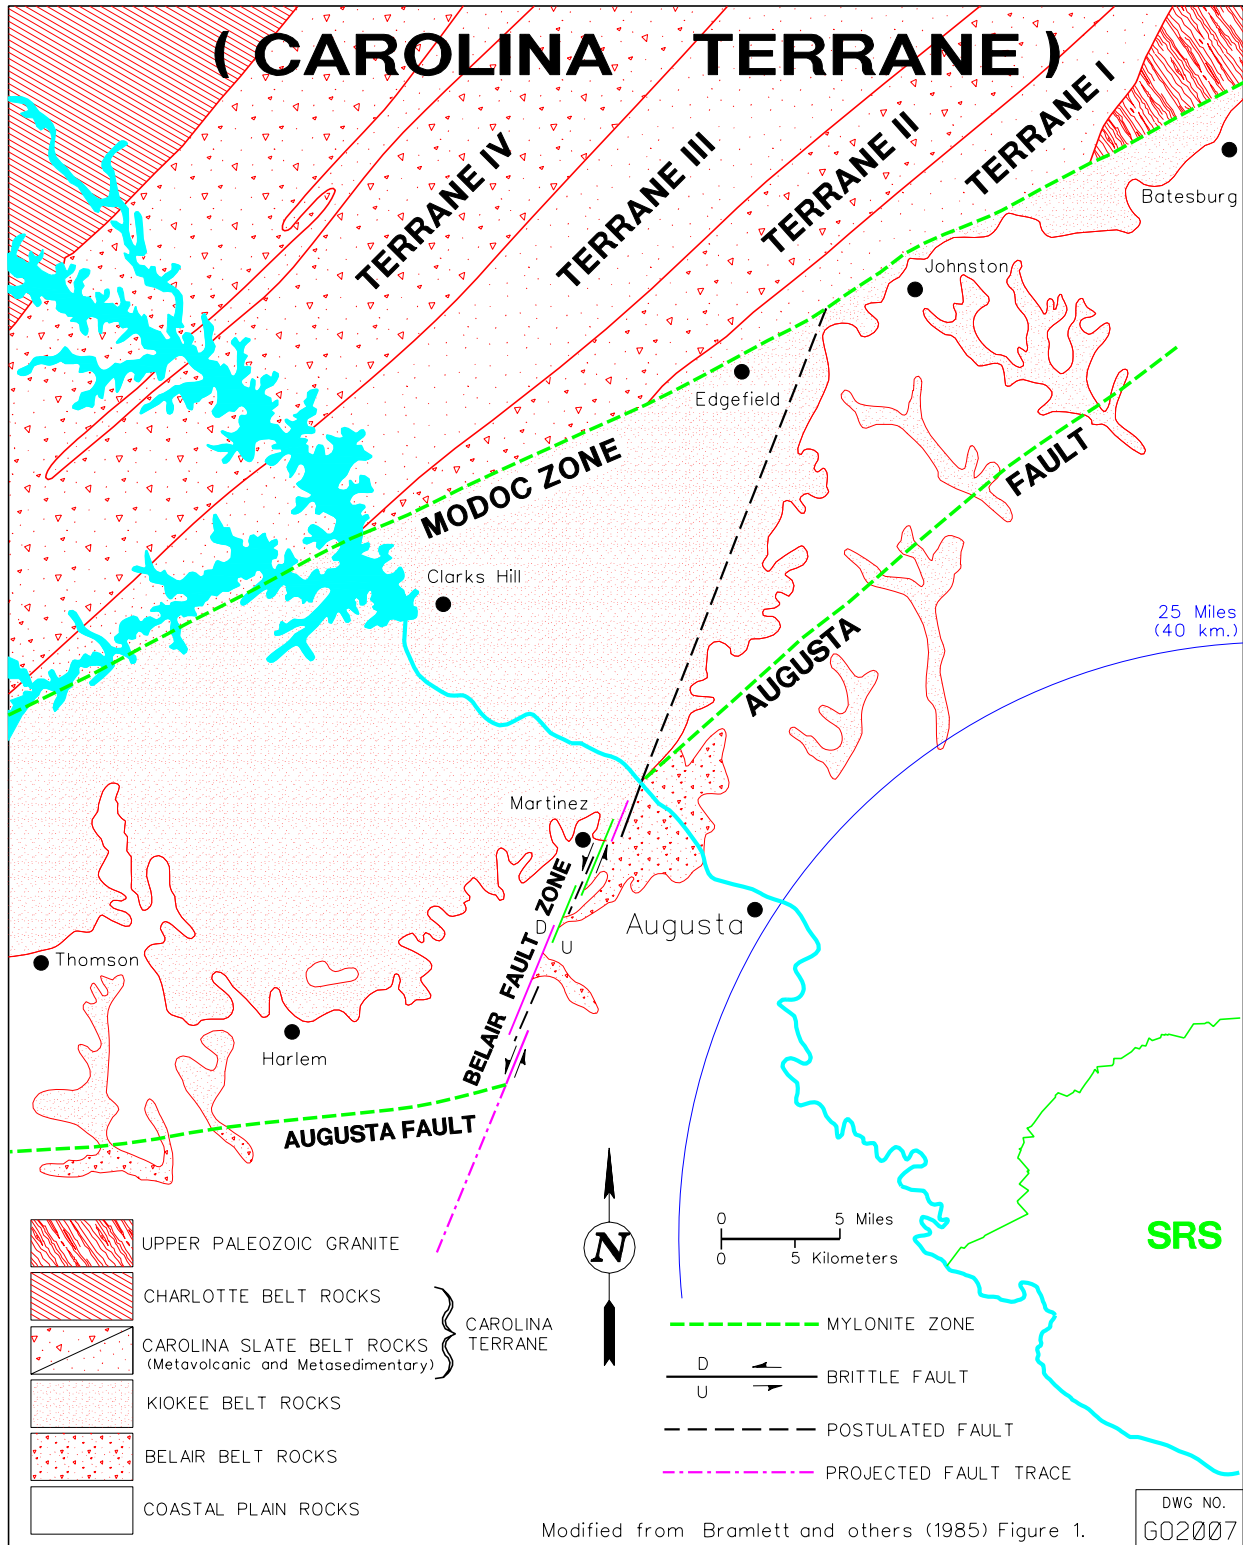 ( CAROLINA TERRANE )
TERRANE IV
TERRANE III
TERRANE II
TERRANE I
Batesburg
Johnston
Edgefield
MODOC ZONE
FAULT
Clarks Hill
25 Miles
(40 km.)
AUGUSTA
Martinez
BELAIR FAULT ZONE
D
U
Augusta
Thomson
Harlem
AUGUSTA FAULT
N
0 5 Miles
0 5 Kilometers
SRS
UPPER PALEOZOIC GRANITE
CHARLOTTE BELT ROCKS
CAROLINA SLATE BELT ROCKS
(Metavolcanic and Metasedimentary)
CAROLINA
TERRANE
KIOKEE BELT ROCKS
BELAIR BELT ROCKS
COASTAL PLAIN ROCKS
MYLONITE ZONE
D
U
BRITTLE FAULT
POSTULATED FAULT
PROJECTED FAULT TRACE
Modified from Bramlett and others (1985) Figure 1.
DWG NO.
GO2007